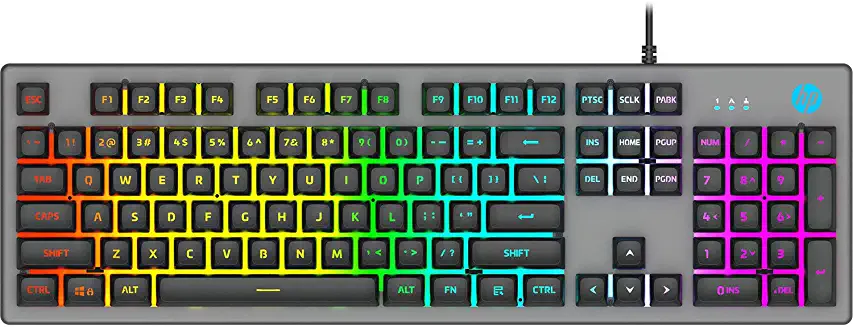 hp
ESC F1 F2 F3 F4 F5 F6 F7 F8 F9 F10 F11 F12 PTSC SCLK PABK 1 A
~ 1! 2@ 3# 4$ 5% 6^ 7& 8* 9( 0) - = + INS HOME PGUP NUM / *
TAB Q W E R T Y U I O P [{ ]} \ DEL END PGDN 7 8^ 9 +
CAPS A S D F G H J K L ; : ' " 4< 5 6>
SHIFT Z X C V B N M , < . > / ? SHIFT 1 2 3
CTRL ALT ALT FN CTRL 0 INS . DEL